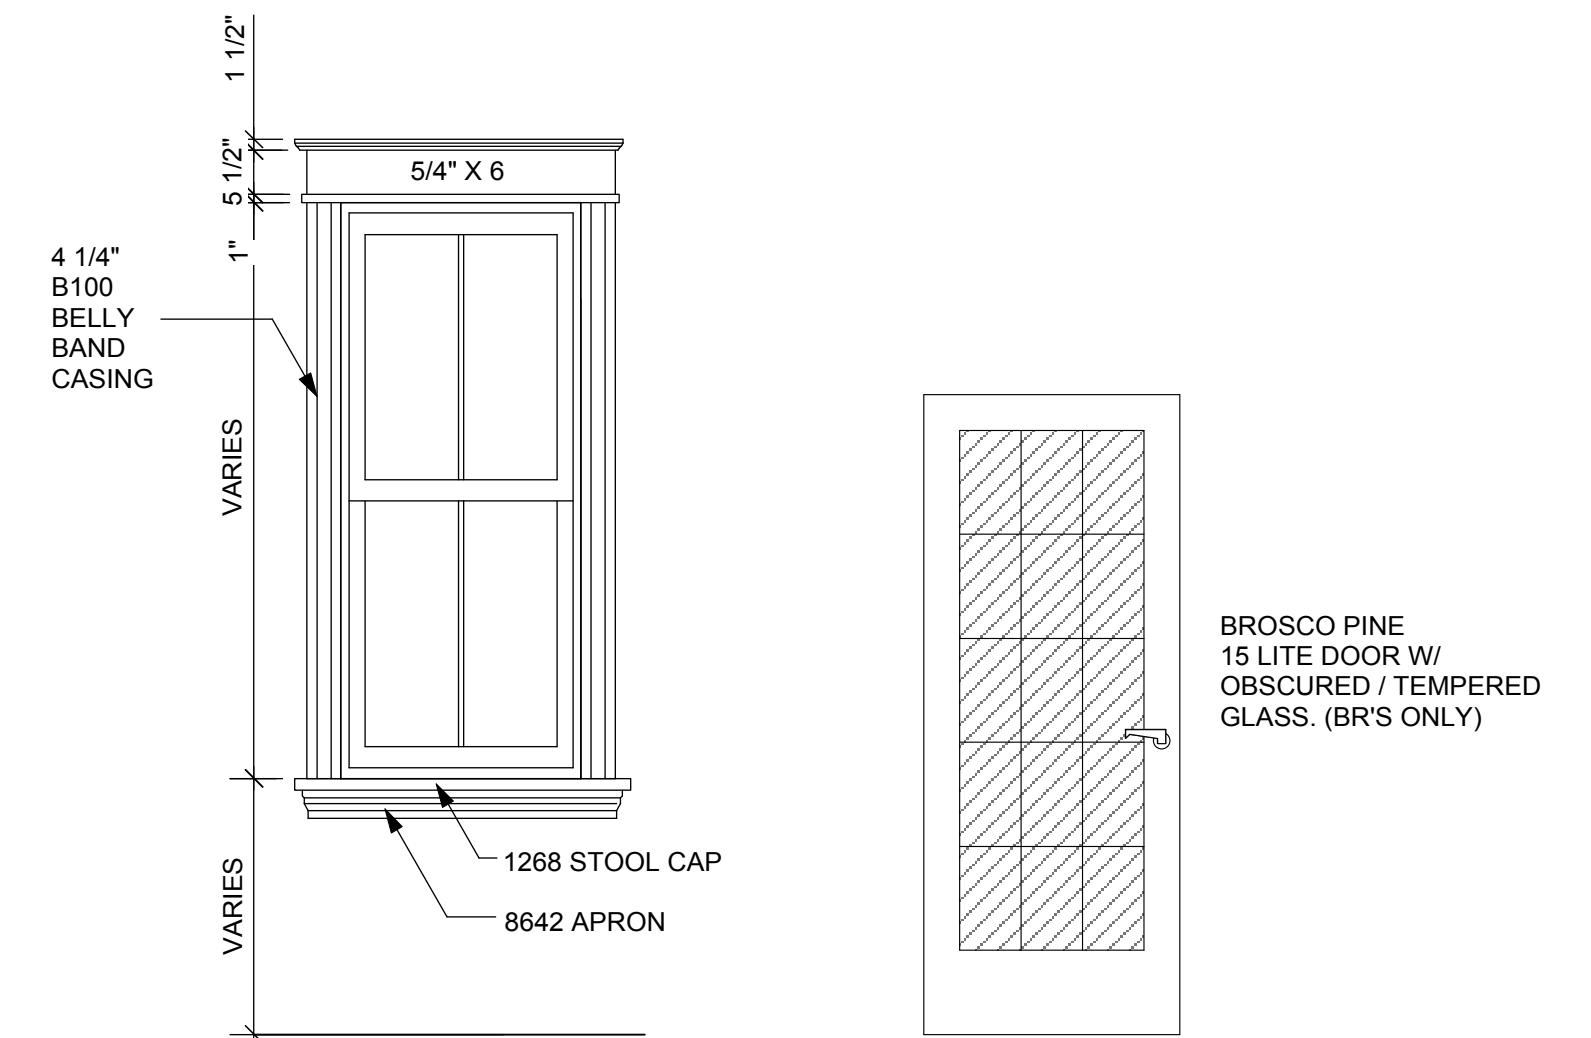 1 1/2"
5 1/2"
5/4" X 6
1"
4 1/4"
B100
BELLY
BAND
CASING
VARIES
BROSCO PINE
15 LITE DOOR W/
OBSCURED / TEMPERED
GLASS. (BR'S ONLY)
1268 STOOL CAP
VARIES
8642 APRON